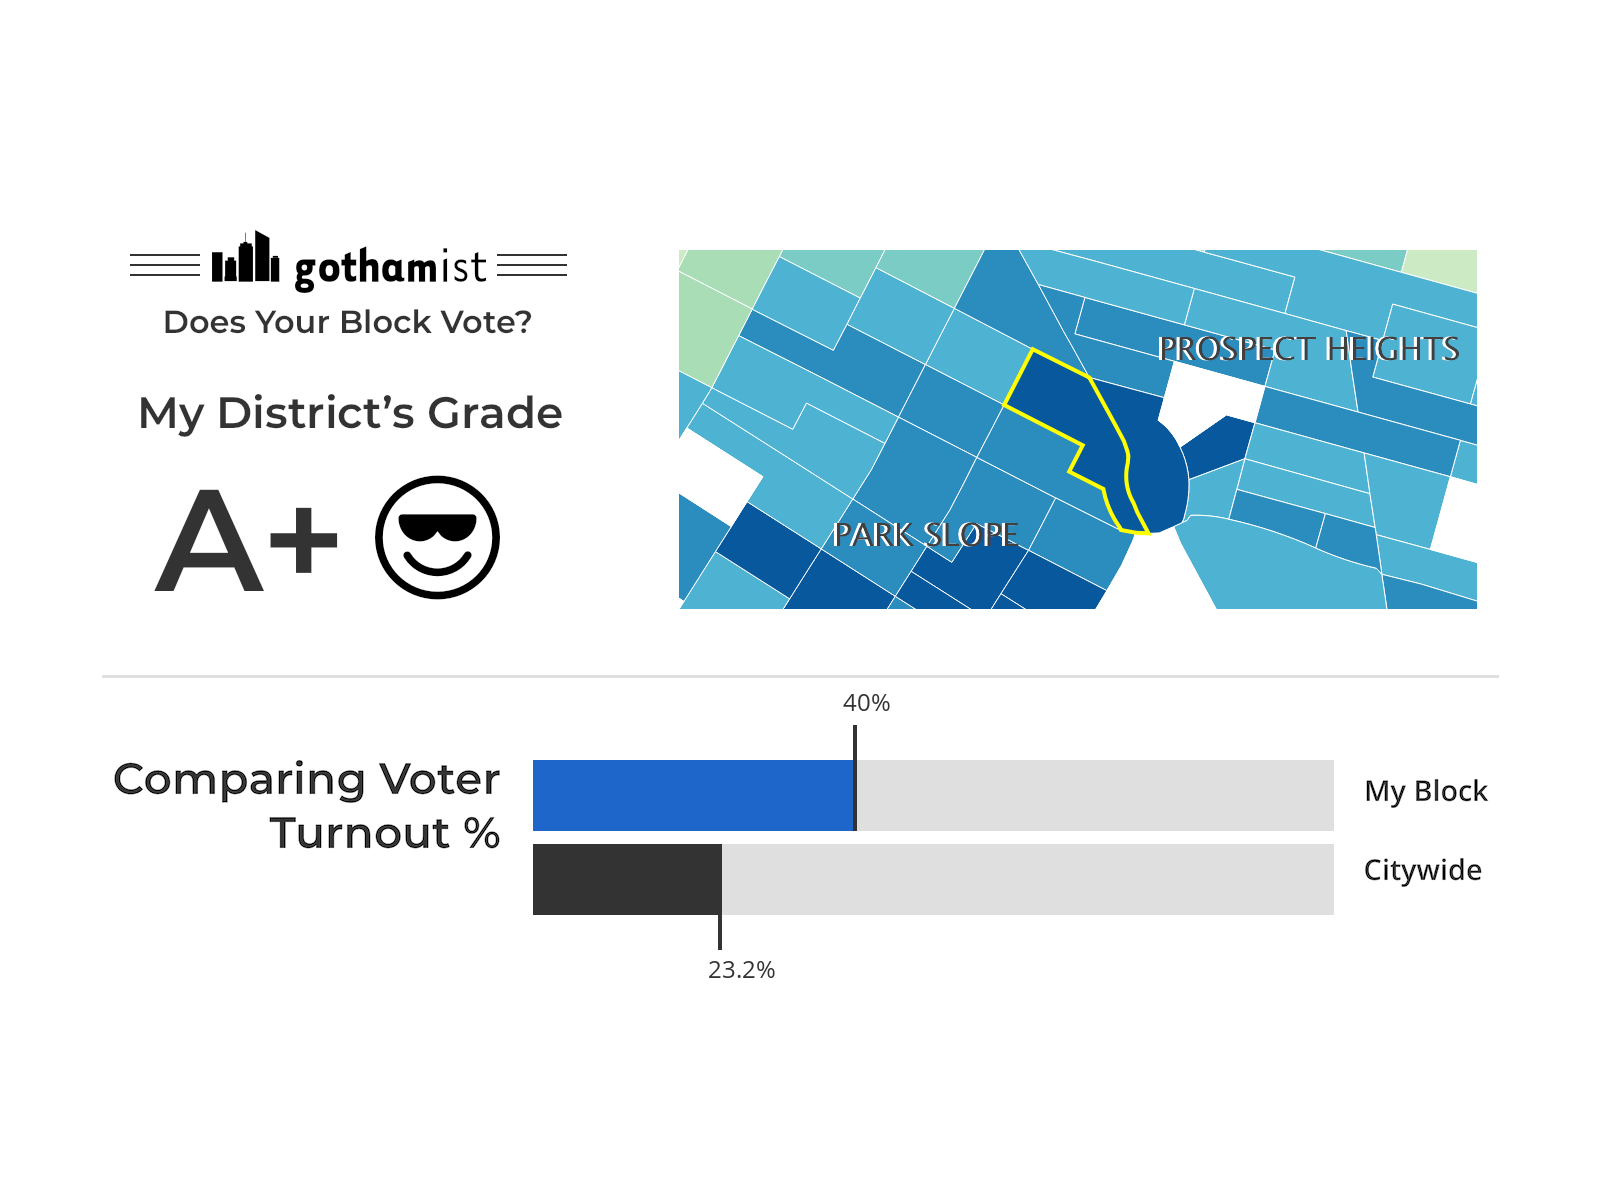 gothamist
Does Your Block Vote?
My District's Grade
A+
PROSPECT HEIGHTS
PARK SLOPE
40%
Comparing Voter
Turnout %
My Block
Citywide
23.2%